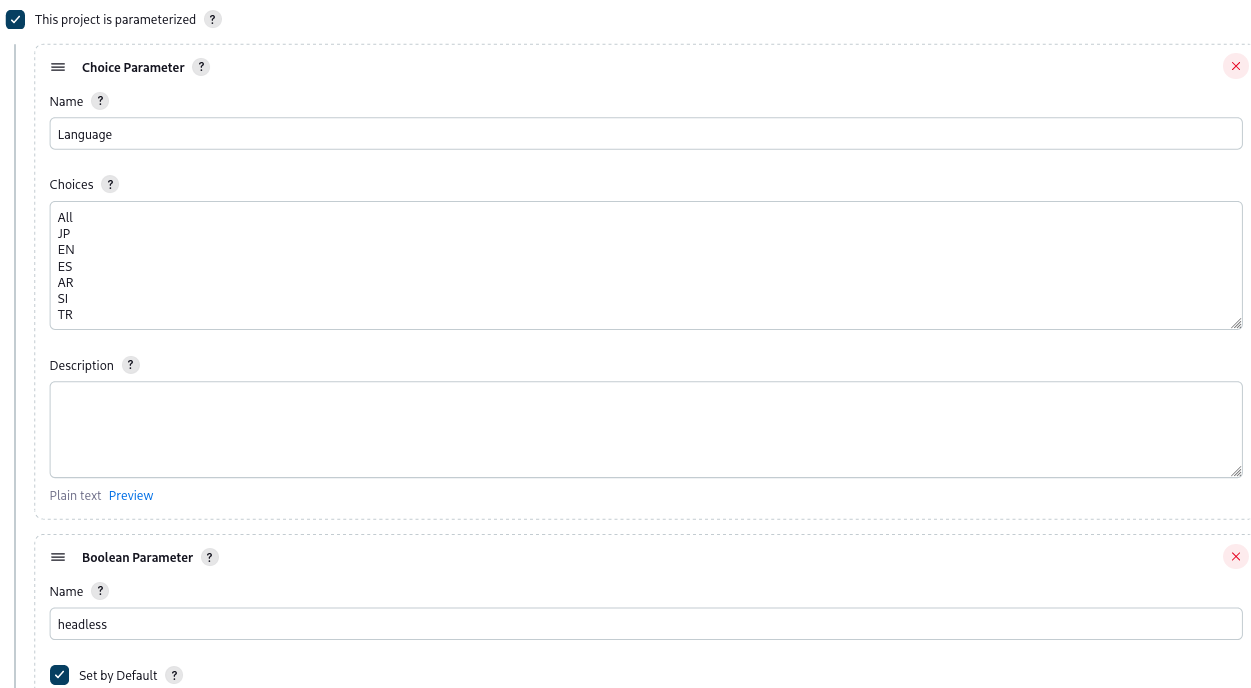 This project is parameterized ?
Choice Parameter ?
Name ?
Language
Choices ?
All
JP
EN
ES
AR
SI
TR
Description ?
Plain text Preview
Boolean Parameter ?
Name ?
headless
Set by Default ?